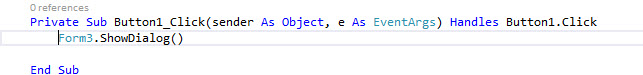 0 references
Private Sub Button1_Click(sender As Object, e As EventArgs) Handles Button1.Click
Form3.ShowDialog()
End Sub